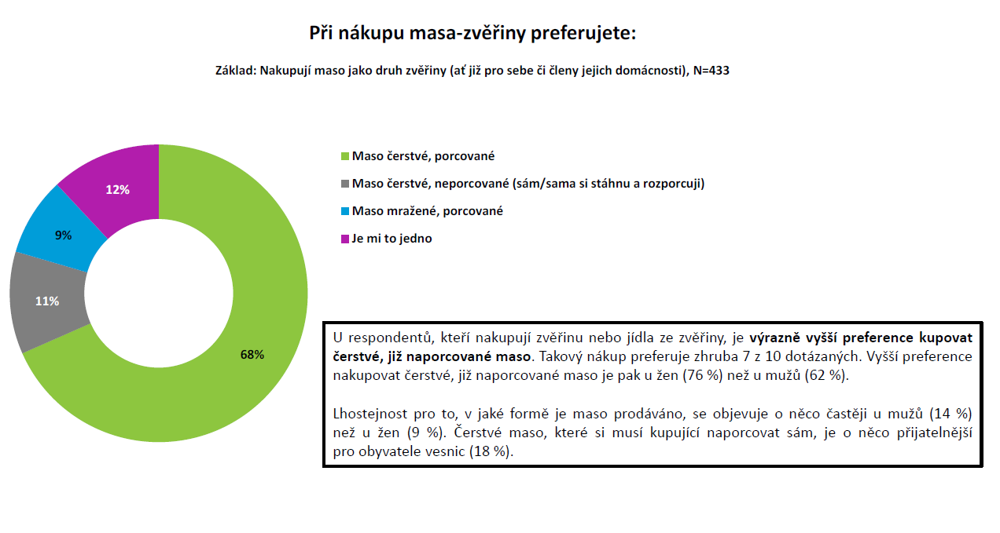 Při nákupu masa-zvěřiny preferujete:
Základ: Nakupují maso jako druh zvěřiny (ať již pro sebe či členy jejich domácnosti), N=433
Maso čerstvé, porcované
Maso čerstvé, neporcované (sám/sama si stáhnu a rozporcuji)
Maso mražené, porcované
Je mi to jedno
12%
9%
11%
68%
U respondentů, kteří nakupují zvěřinu nebo jídla ze zvěřiny, je výrazně vyšší preference kupovat
čerstvé, již naporcované maso. Takový nákup preferuje zhruba 7 z 10 dotázaných. Vyšší preference
nakupovat čerstvé, již naporcované maso je pak u žen (76 %) než u mužů (62 %).
Lhostejnost pro to, v jaké formě je maso prodáváno, se objevuje o něco častěji u mužů (14 %)
než u žen (9 %). Čerstvé maso, které si musí kupující naporcovat sám, je o něco přijatelnější
pro obyvatele vesnic (18 %).